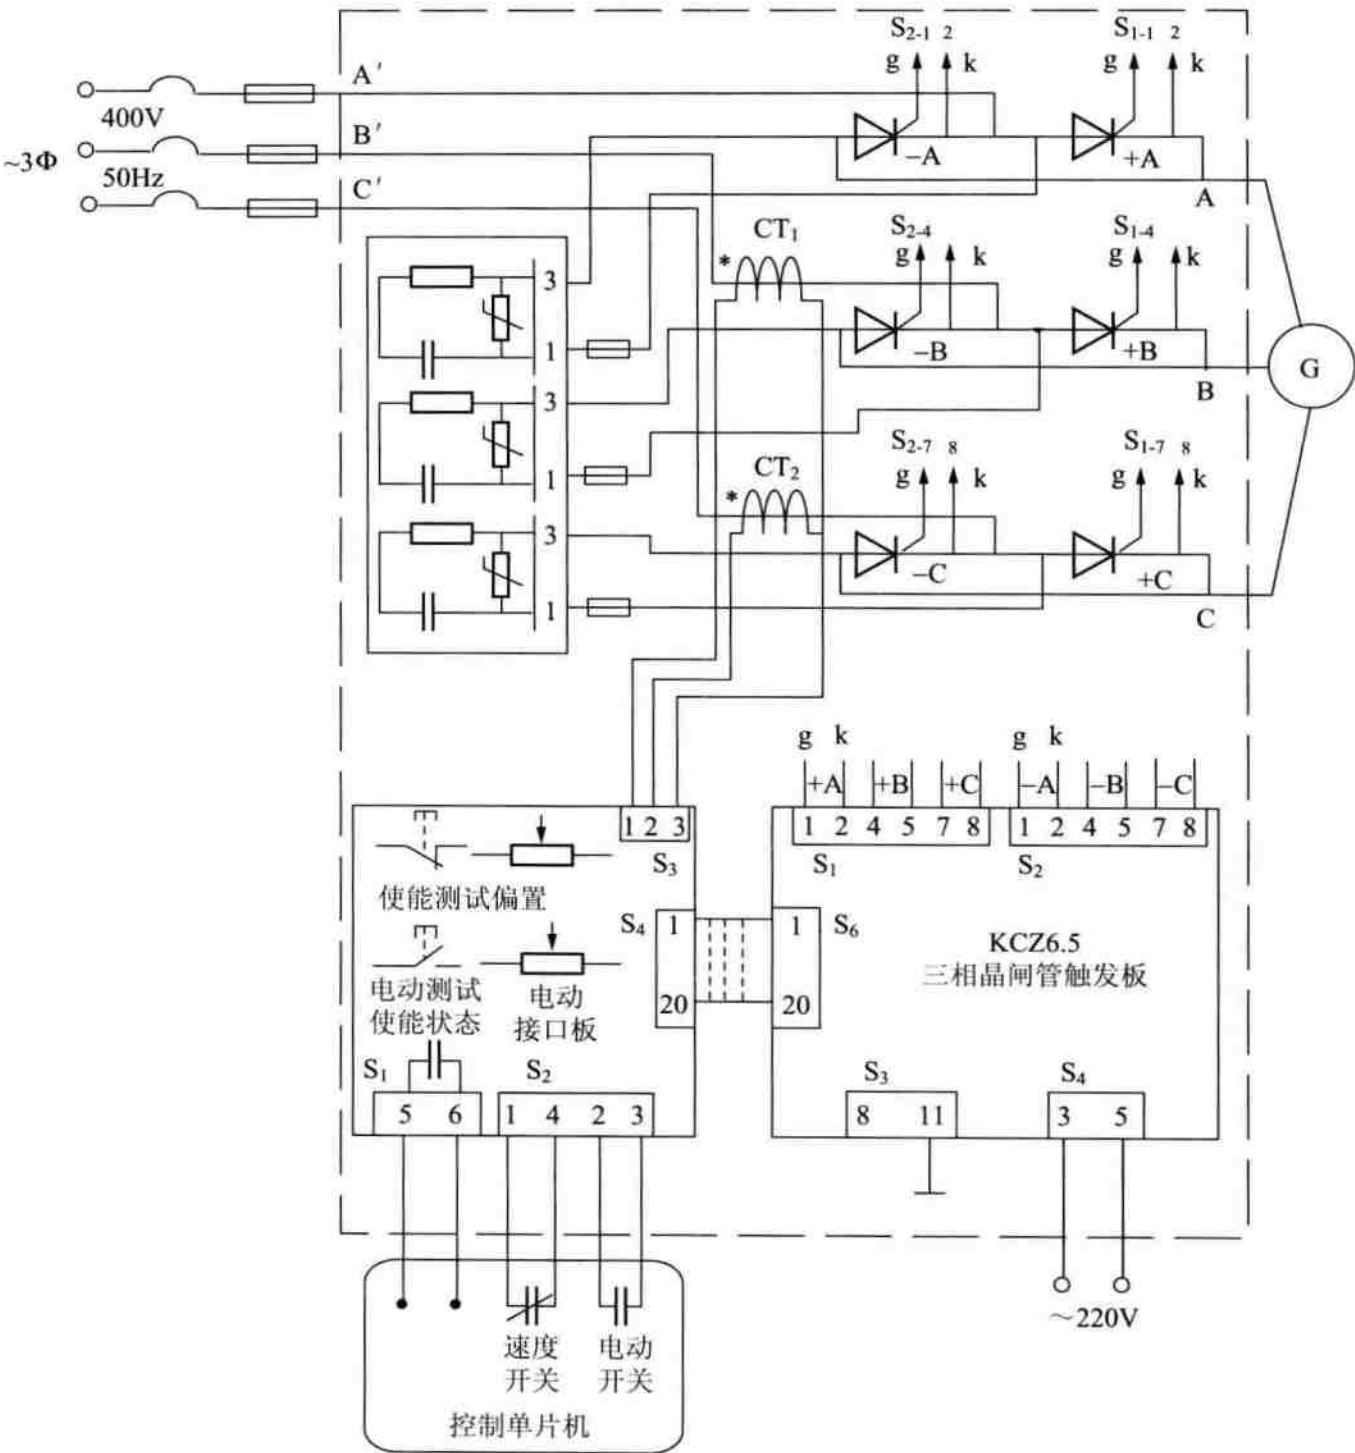 S2-1 2 S1-1 2
g k g k
A′
400V
B′
~3Φ
50Hz
C′
−A +A
A
CT1
*
S2-4 S1-4
g k g k
3
1
−B +B
B
G
3
1
CT2
*
S2-7 8 S1-7 8
g k g k
3
1
−C +C
C
g k g k
+A +B +C −A −B −C
1 2 3
S3
1 2 4 5 7 8 1 2 4 5 7 8
S1 S2
使能测试偏置
S4 1 1 S6
20 20
KCZ6.5
三相晶闸管触发板
电动测试
使能状态
电动
接口板
S1 S2
5 6 1 4 2 3
S3 S4
8 11 3 5
~220V
速度
开关
电动
开关
控制单片机